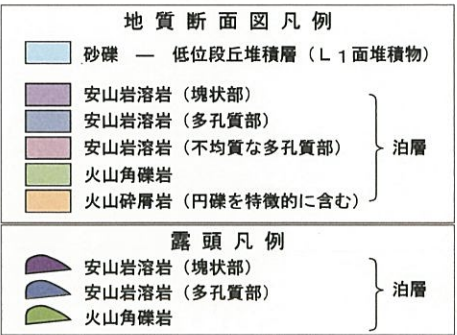 地質断面図凡例
砂礫 ― 低位段丘堆積層（L1面堆積物）
安山岩溶岩（塊状部）
安山岩溶岩（多孔質部）
安山岩溶岩（不均質な多孔質部）
泊層
火山角礫岩
火山砕屑岩（円礫を特徴的に含む）
露頭凡例
安山岩溶岩（塊状部）
安山岩溶岩（多孔質部）
泊層
火山角礫岩